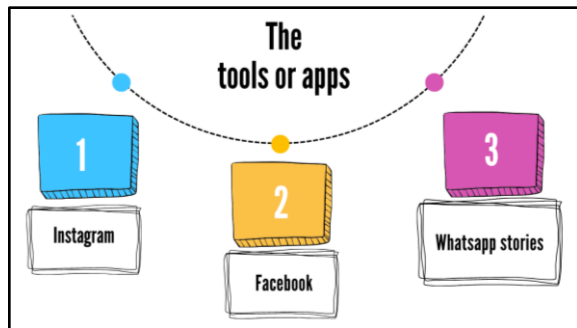 The
tools or apps
1
Instagram
2
Facebook
3
Whatsapp stories